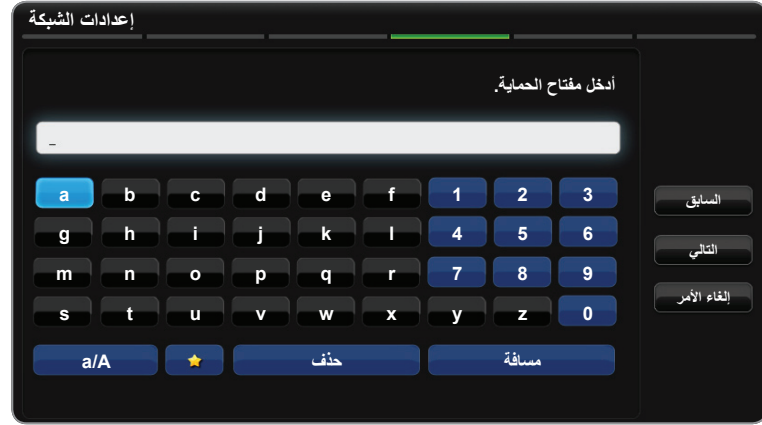 إعدادات الشبكة
أدخل مفتاح الحماية.
_
a b c d e f 1 2 3
g h i j k l 4 5 6
m n o p q r 7 8 9
s t u v w x y z 0
a/A حذف مسافة
السابق
التالي
إلغاء الأمر